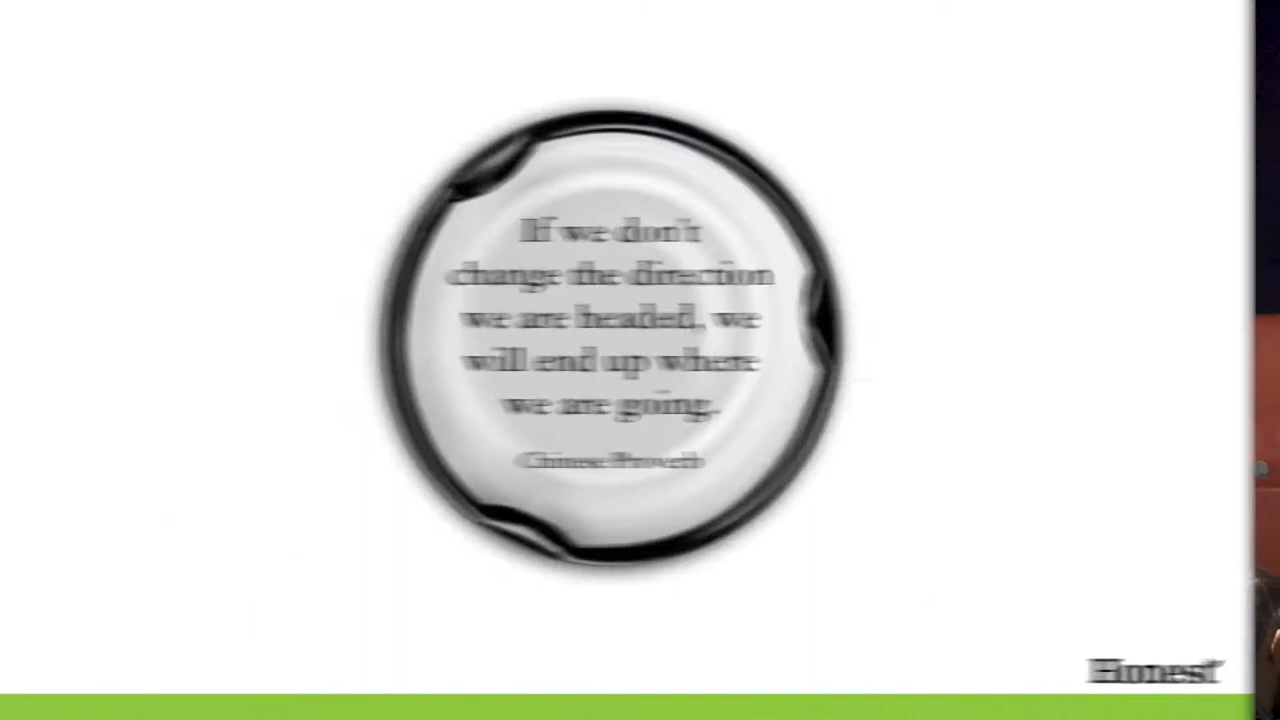 If we don't
change the direction
we are headed, we
will end up where
we are going.
Chinese Proverb
Honest